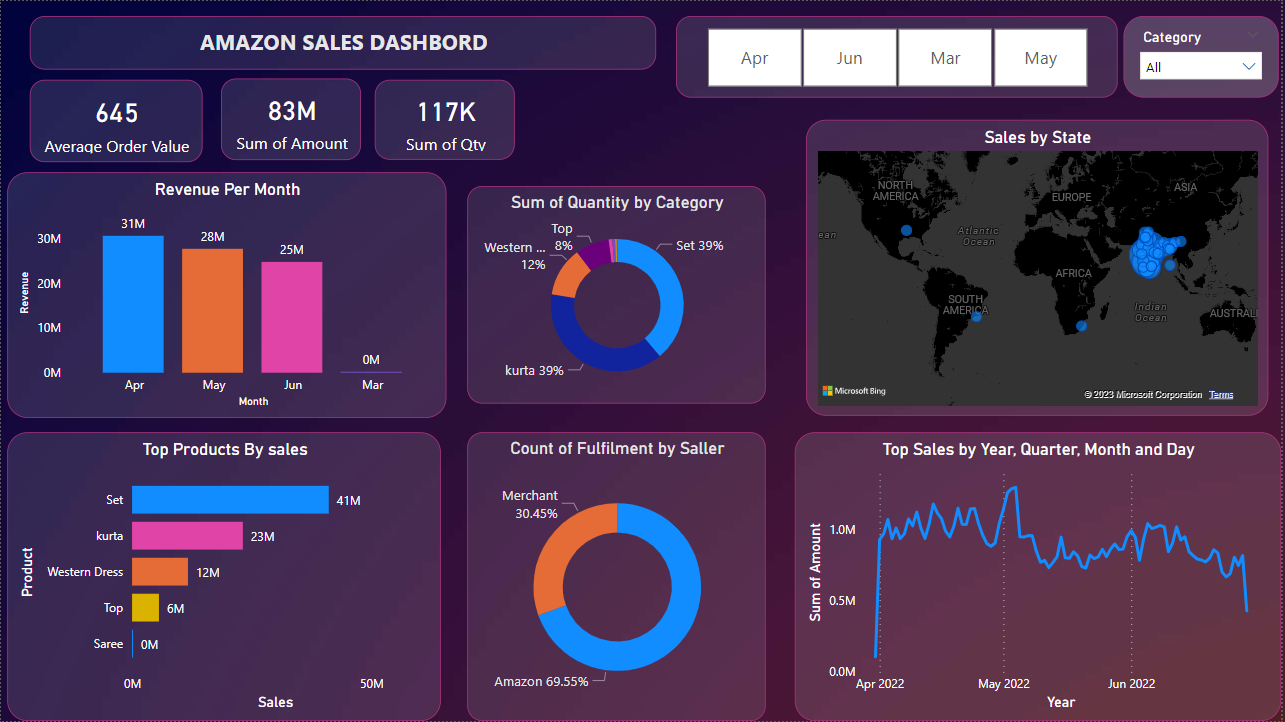 AMAZON SALES DASHBORD
Apr
Jun
Mar
May
Category
All
645
Average Order Value
83M
Sum of Amount
117K
Sum of Qty
Revenue Per Month
Revenue
30M
20M
10M
0M
31M
28M
25M
0M
Apr
May
Jun
Mar
Month
Sum of Quantity by Category
Top
8%
Western ...
12%
Set 39%
kurta 39%
Sales by State
NORTH
AMERICA
EUROPE
ASIA
ean
Atlantic
Ocean
AFRICA
SOUTH
AMERICA
Indian
Ocean
AUSTRALI
Microsoft Bing
© 2023 Microsoft Corporation Terms
Top Products By sales
Product
Set
41M
kurta
23M
Western Dress
12M
Top
6M
Saree
0M
0M
50M
Sales
Count of Fulfilment by Saller
Merchant
30.45%
Amazon 69.55%
Top Sales by Year, Quarter, Month and Day
Sum of Amount
1.0M
0.5M
0.0M
Apr 2022
May 2022
Jun 2022
Year